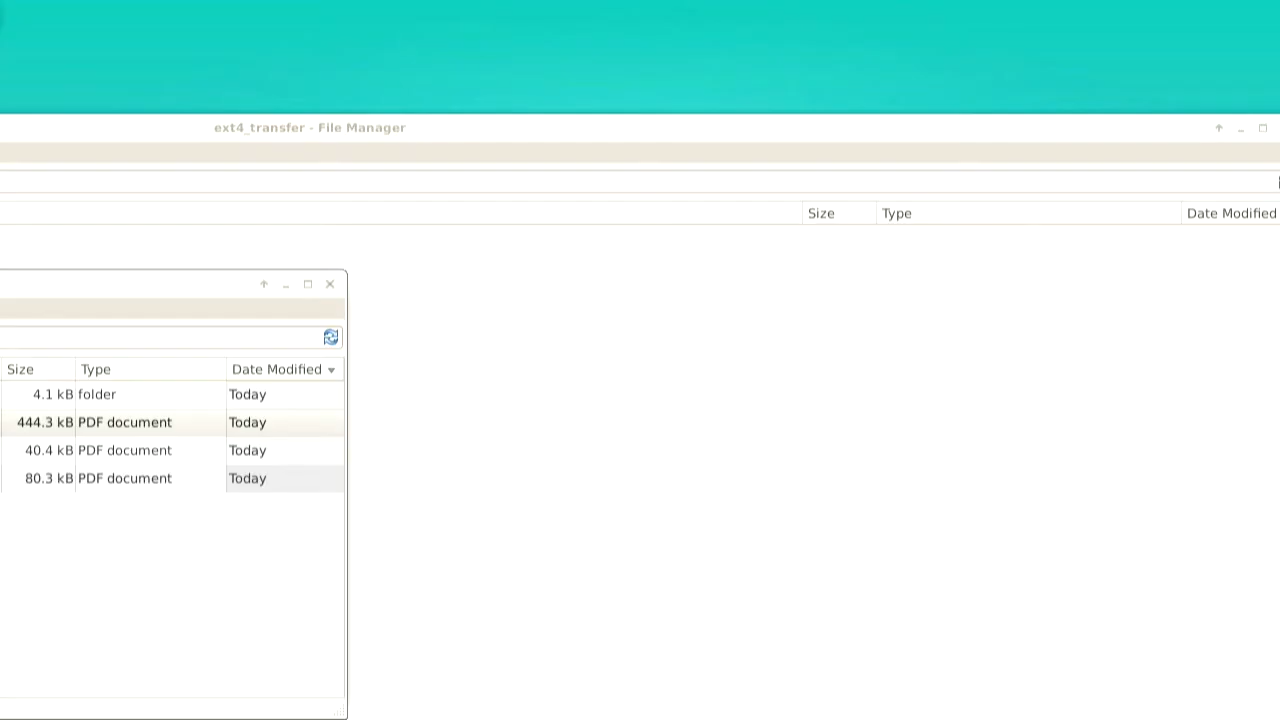 ext4_transfer - File Manager
Size Type Date Modified
Size Type Date Modified
4.1 kB folder Today
444.3 kB PDF document Today
40.4 kB PDF document Today
80.3 kB PDF document Today